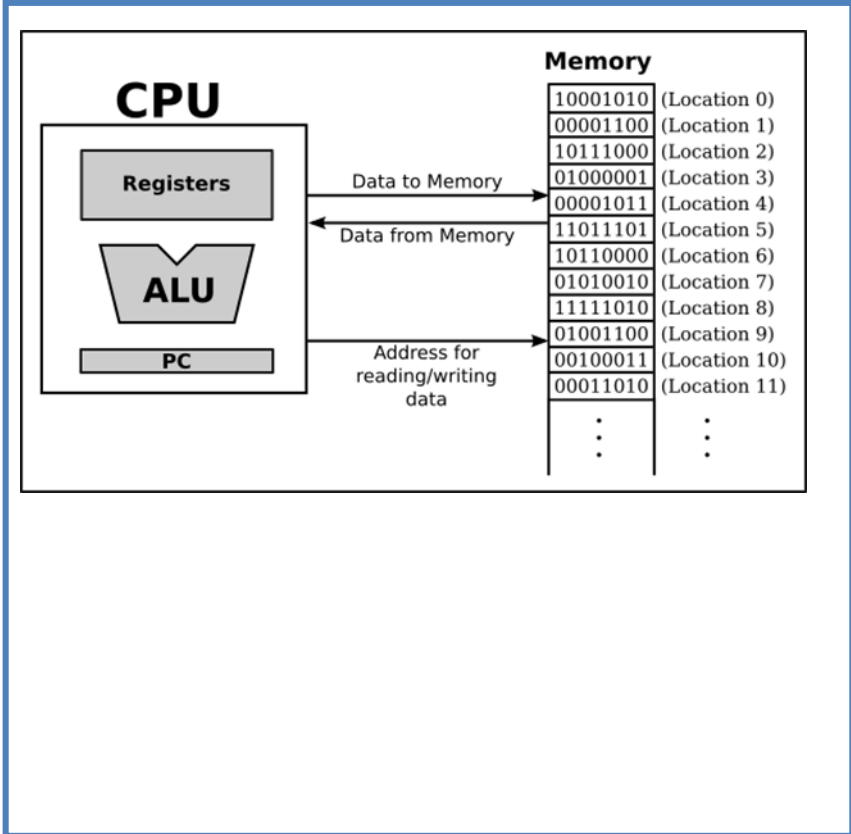 Memory
CPU
10001010 (Location 0)
00001100 (Location 1)
10111000 (Location 2)
01000001 (Location 3)
00001011 (Location 4)
11011101 (Location 5)
10110000 (Location 6)
01010010 (Location 7)
11111010 (Location 8)
01001100 (Location 9)
00100011 (Location 10)
00011010 (Location 11)
Registers
ALU
PC
Data to Memory
Data from Memory
Address for
reading/writing
data